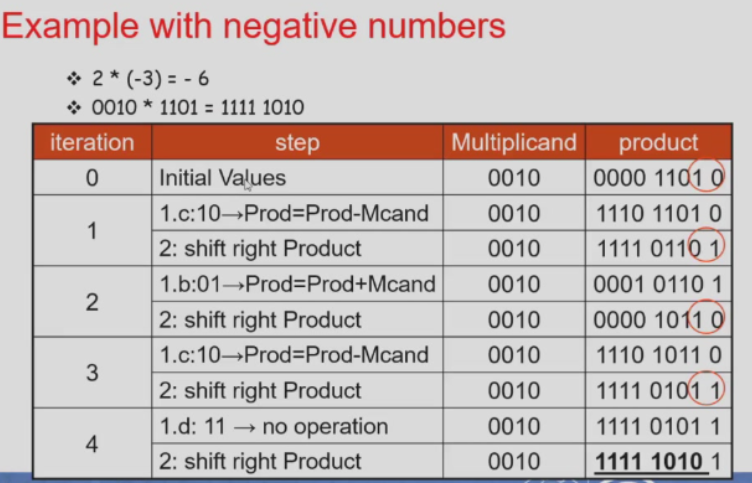 Example with negative numbers
❖ 2 * (-3) = - 6
❖ 0010 * 1101 = 1111 1010
iteration step Multiplicand product
0 Initial Values 0010 0000 1101 0
1 1.c:10→Prod=Prod-Mcand 0010 1110 1101 0
2: shift right Product 0010 1111 0110 1
2 1.b:01→Prod=Prod+Mcand 0010 0001 0110 1
2: shift right Product 0010 0000 1011 0
3 1.c:10→Prod=Prod-Mcand 0010 1110 1011 0
2: shift right Product 0010 1111 0101 1
4 1.d: 11 → no operation 0010 1111 0101 1
2: shift right Product 0010 1111 1010 1